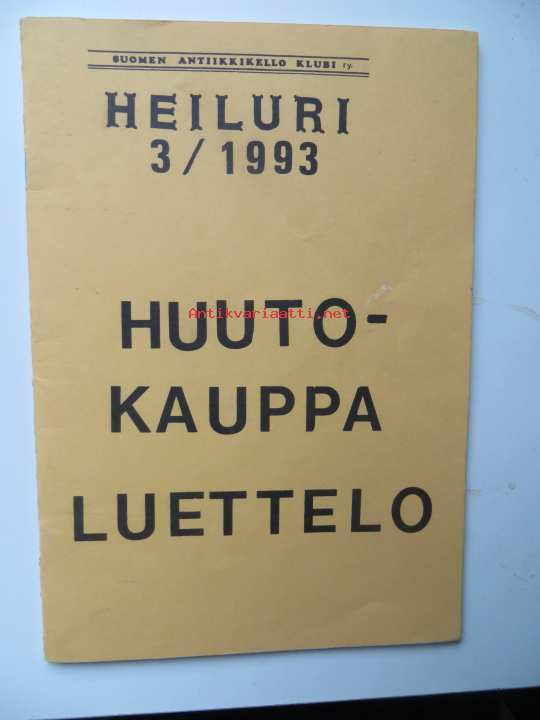 SUOMEN ANTIIKKIKELLO KLUBI ry.
HEILURI
3/1993
HUUTO-
Antikvariaatti.net
KAUPPA
LUETTELO